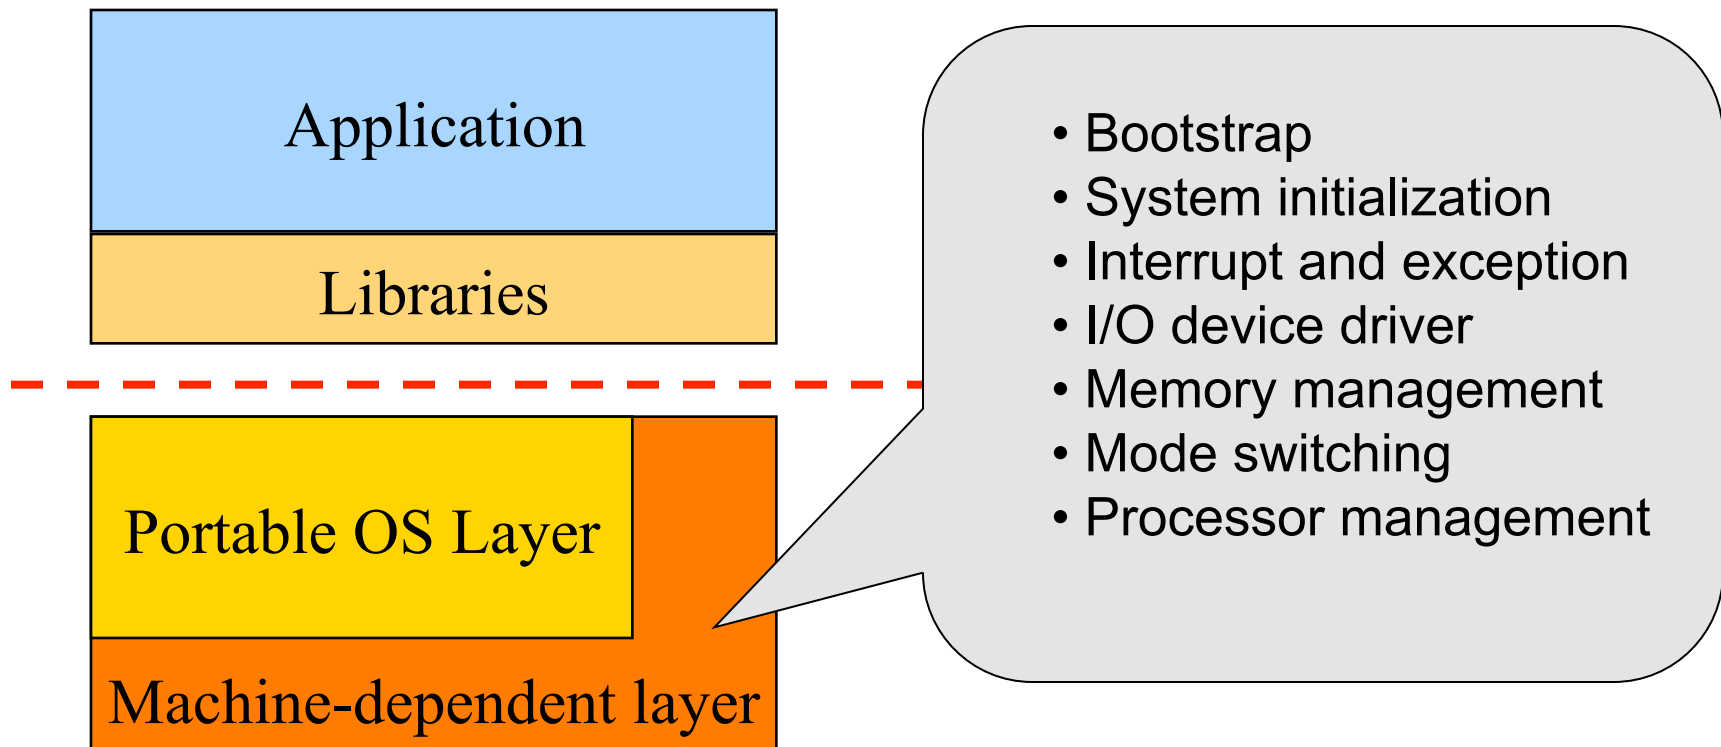 Application
Libraries
Portable OS Layer
Machine-dependent layer
• Bootstrap
• System initialization
• Interrupt and exception
• I/O device driver
• Memory management
• Mode switching
• Processor management